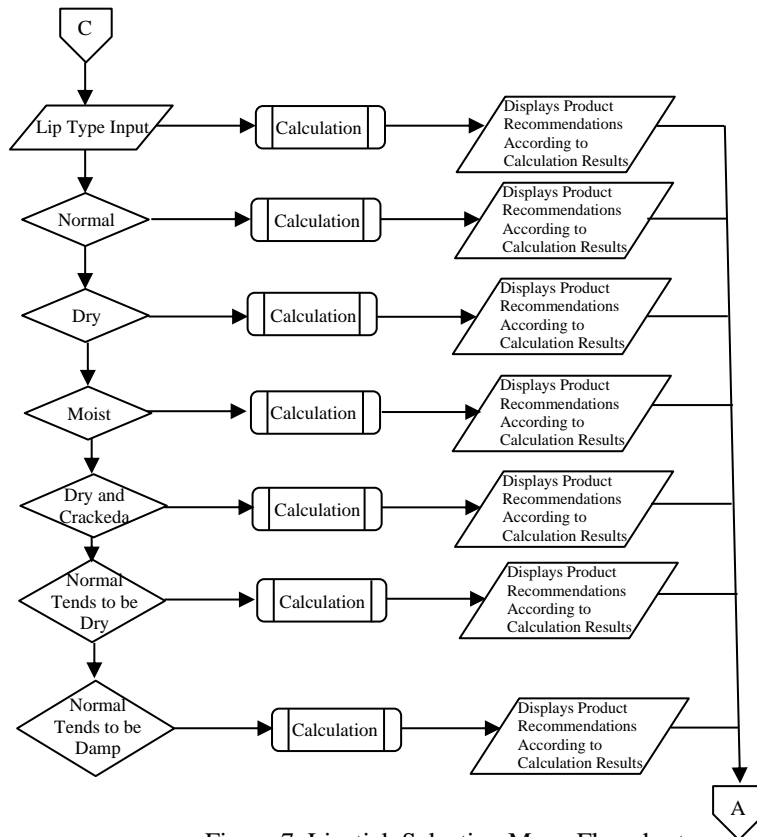 C
Lip Type Input
Calculation
Displays Product
Recommendations
According to
Calculation Results
Normal
Calculation
Displays Product
Recommendations
According to
Calculation Results
Dry
Calculation
Displays Product
Recommendations
According to
Calculation Results
Moist
Calculation
Displays Product
Recommendations
According to
Calculation Results
Dry and
Crackeda
Calculation
Displays Product
Recommendations
According to
Calculation Results
Normal
Tends to be
Dry
Calculation
Displays Product
Recommendations
According to
Calculation Results
Normal
Tends to be
Damp
Calculation
Displays Product
Recommendations
According to
Calculation Results
A